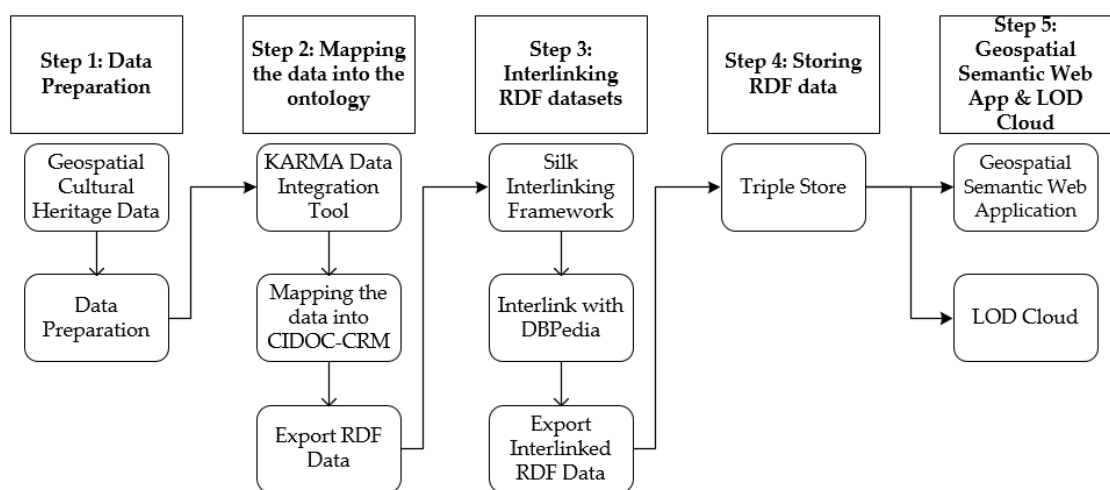 Step 1: Data
Preparation
Step 2: Mapping
the data into the
ontology
Step 3:
Interlinking
RDF datasets
Step 4: Storing
RDF data
Step 5:
Geospatial
Semantic Web
App & LOD
Cloud
Geospatial
Cultural
Heritage Data
Data
Preparation
KARMA Data
Integration
Tool
Mapping the
data into
CIDOC-CRM
Export RDF
Data
Silk
Interlinking
Framework
Interlink with
DBPedia
Export
Interlinked
RDF Data
Triple Store
Geospatial
Semantic Web
Application
LOD Cloud